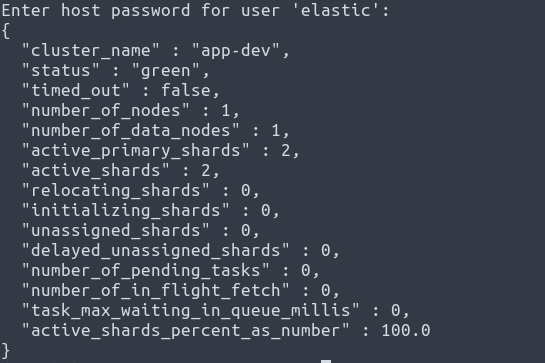 Enter host password for user 'elastic':
{
  "cluster_name" : "app-dev",
  "status" : "green",
  "timed_out" : false,
  "number_of_nodes" : 1,
  "number_of_data_nodes" : 1,
  "active_primary_shards" : 2,
  "active_shards" : 2,
  "relocating_shards" : 0,
  "initializing_shards" : 0,
  "unassigned_shards" : 0,
  "delayed_unassigned_shards" : 0,
  "number_of_pending_tasks" : 0,
  "number_of_in_flight_fetch" : 0,
  "task_max_waiting_in_queue_millis" : 0,
  "active_shards_percent_as_number" : 100.0
}